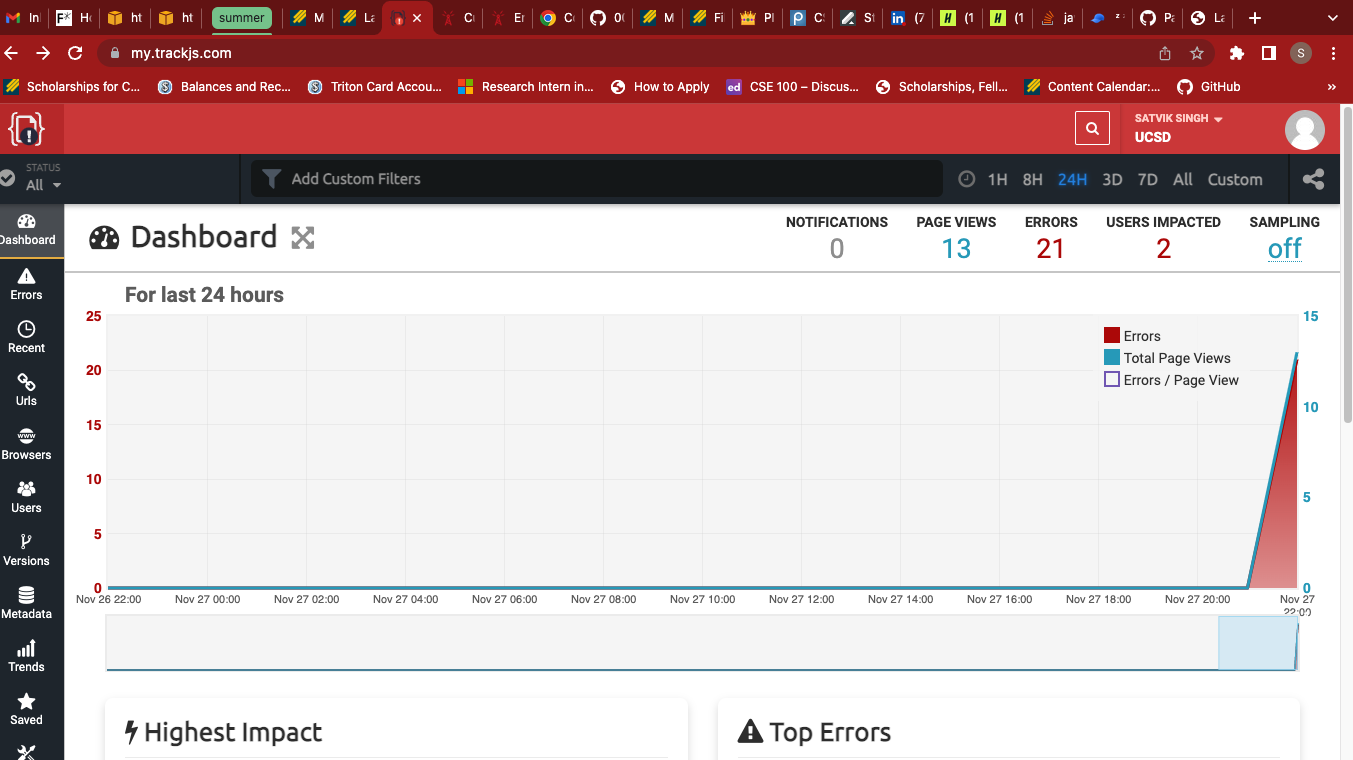 In
Ho
ht
ht
summer
M
La
Cu
Er
Co
00
M
Fi
Pl
CS
St
(7
(1
(1
ja
Pa
La
my.trackjs.com
S
Scholarships for C...
Balances and Rec...
Triton Card Accou...
Research Intern in...
How to Apply
ed CSE 100 – Discus...
Scholarships, Fell...
Content Calendar:...
GitHub
»
SATVIK SINGH
UCSD
STATUS
All
Add Custom Filters
1H 8H 24H 3D 7D All Custom
Dashboard
Errors
Recent
Urls
www
Browsers
Users
Versions
Metadata
Trends
Saved
Dashboard
NOTIFICATIONS
0
PAGE VIEWS
13
ERRORS
21
USERS IMPACTED
2
SAMPLING
off
For last 24 hours
25
20
15
10
5
0
15
10
5
0
Errors
Total Page Views
Errors / Page View
Nov 26 22:00
Nov 27 00:00
Nov 27 02:00
Nov 27 04:00
Nov 27 06:00
Nov 27 08:00
Nov 27 10:00
Nov 27 12:00
Nov 27 14:00
Nov 27 16:00
Nov 27 18:00
Nov 27 20:00
Nov 27
22:00
Highest Impact
Top Errors